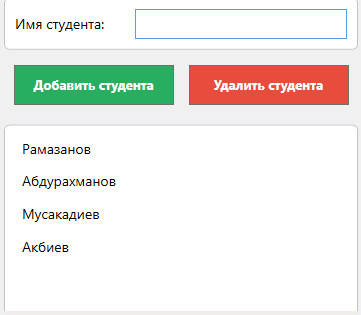 Имя студента:
Добавить студента Удалить студента
Рамазанов
Абдурахманов
Мусакадиев
Акбиев